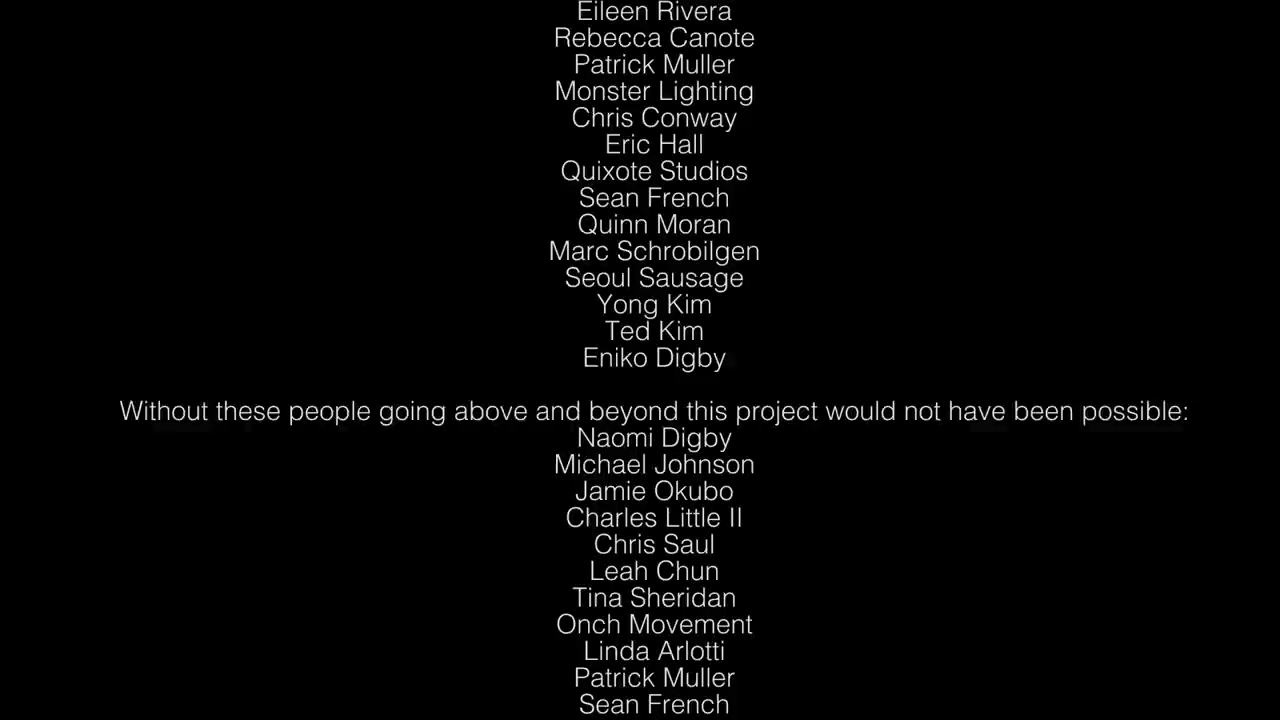 Eileen Rivera
Rebecca Canote
Patrick Muller
Monster Lighting
Chris Conway
Eric Hall
Quixote Studios
Sean French
Quinn Moran
Marc Schrobilgen
Seoul Sausage
Yong Kim
Ted Kim
Eniko Digby
Without these people going above and beyond this project would not have been possible:
Naomi Digby
Michael Johnson
Jamie Okubo
Charles Little II
Chris Saul
Leah Chun
Tina Sheridan
Onch Movement
Linda Arlotti
Patrick Muller
Sean French